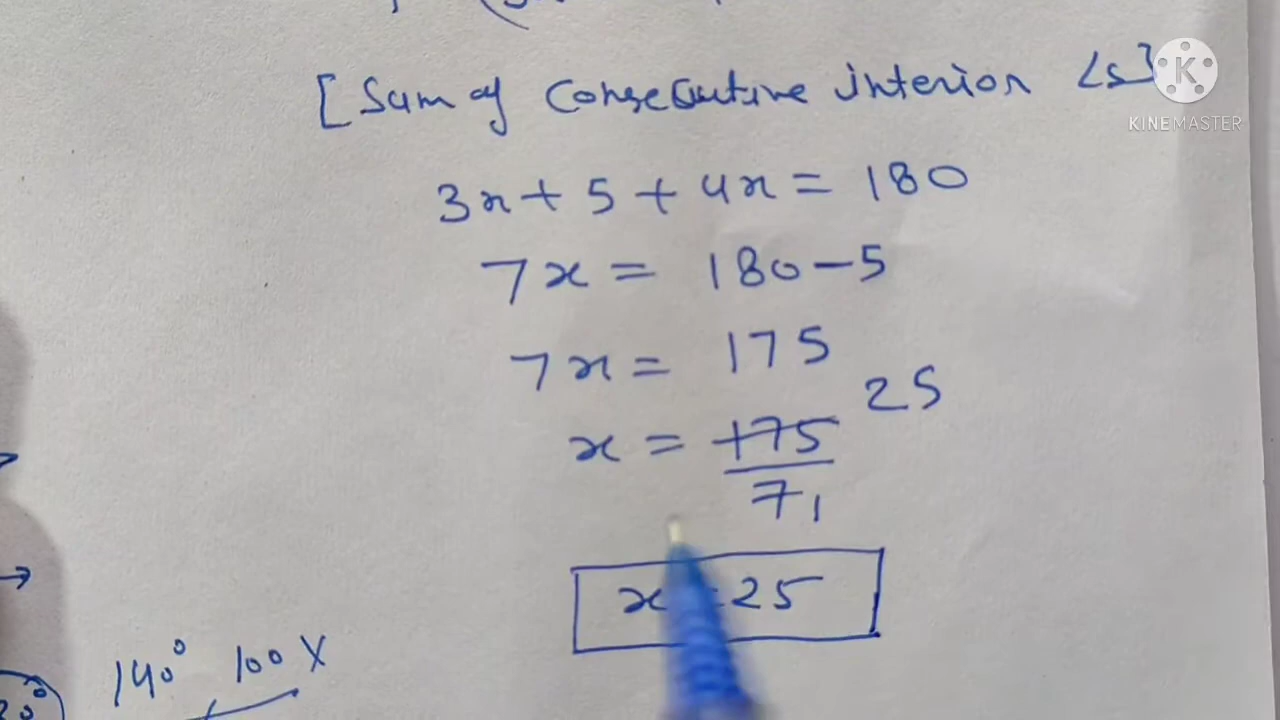 [Sum of Consecutive interior <s]
3x + 5 + 4x = 180
7x = 180 - 5
7x = 175
25
x = 175
7 1
x = 25
140° 100 X
KINEMASTER